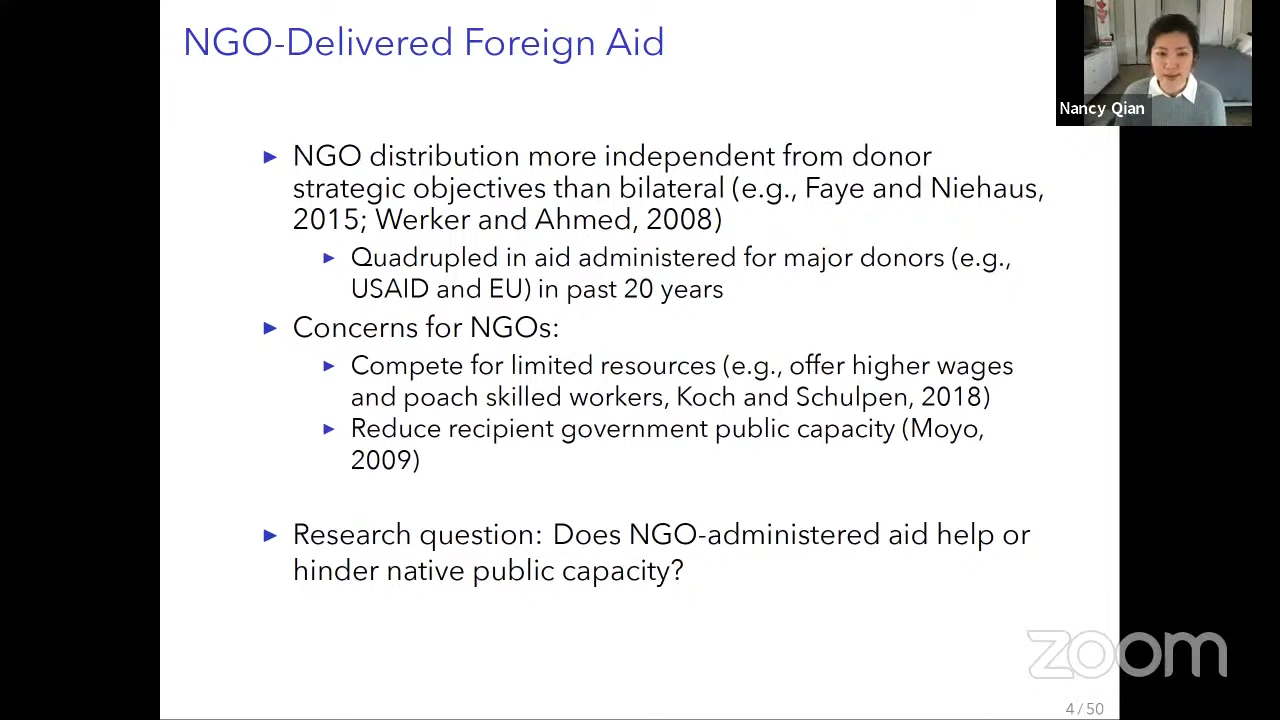 NGO-Delivered Foreign Aid
Nancy Qian
NGO distribution more independent from donor
strategic objectives than bilateral (e.g., Faye and Niehaus,
2015; Werker and Ahmed, 2008)
Quadrupled in aid administered for major donors (e.g.,
USAID and EU) in past 20 years
Concerns for NGOs:
Compete for limited resources (e.g., offer higher wages
and poach skilled workers, Koch and Schulpen, 2018)
Reduce recipient government public capacity (Moyo,
2009)
Research question: Does NGO-administered aid help or
hinder native public capacity?
zoom
4 / 50